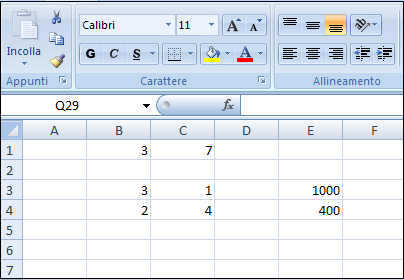 Calibri 11 A A
Incolla G C S A
Appunti Carattere Allineamento
Q29 fx
A B C D E F
1 3 7
2
3 3 1 1000
4 2 4 400
5
6
7